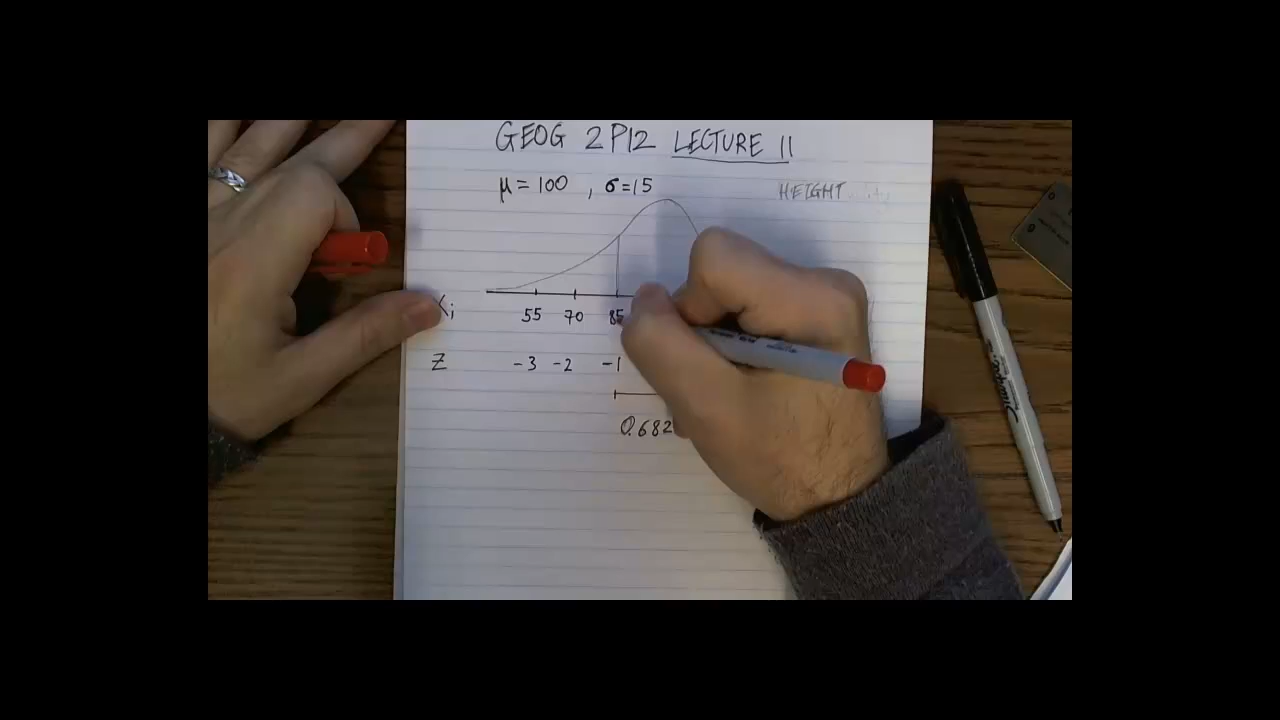 GEOG 2P12 LECTURE 11
μ = 100 , σ = 15
HEIGHT
55 70 85
Z -3 -2 -1
0.682